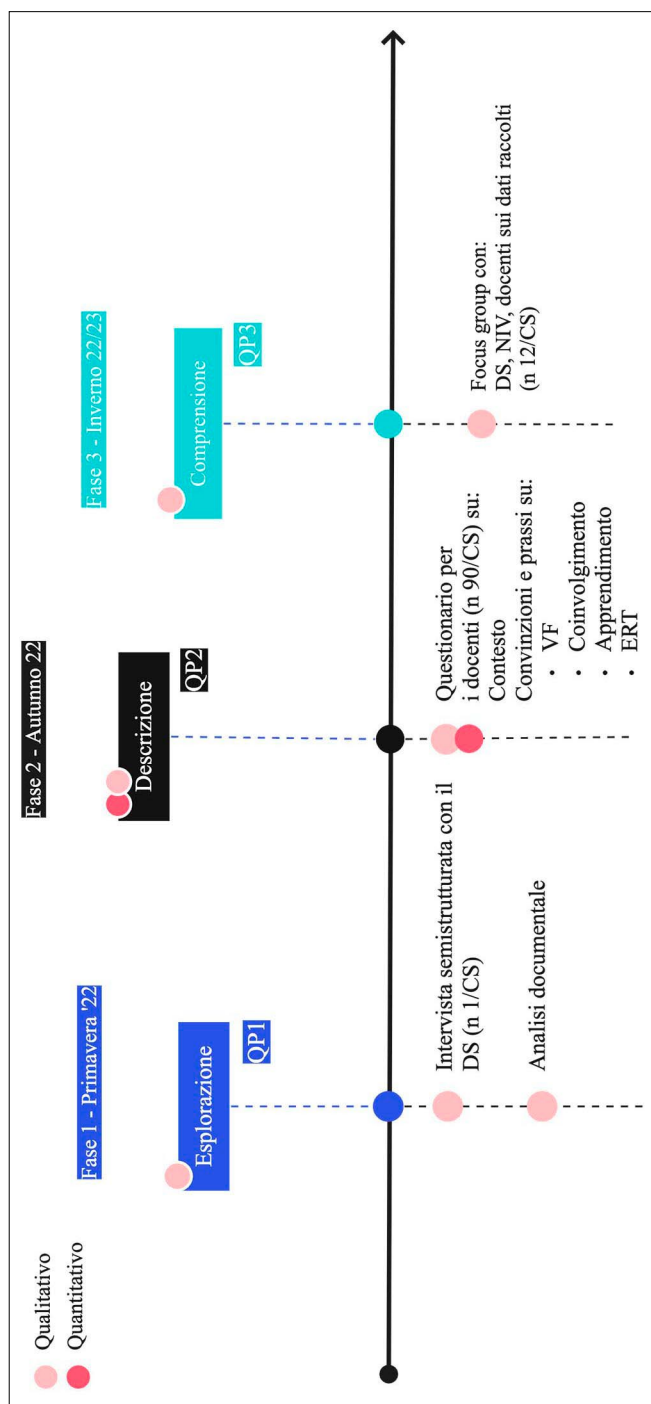 Qualitativo
Quantitativo
Fase 1 - Primavera '22
Esplorazione
QP1
Intervista semistrutturata con il
DS (n 1/CS)
Analisi documentale
Fase 2 - Autunno 22
Descrizione
QP2
Questionario per
i docenti (n 90/CS) su:
Contesto
Convinzioni e prassi su:
• VF
• Coinvolgimento
• Apprendimento
• ERT
Fase 3 - Inverno 22/23
Comprensione
QP3
Focus group con:
DS, NIV, docenti sui dati raccolti
(n 12/CS)